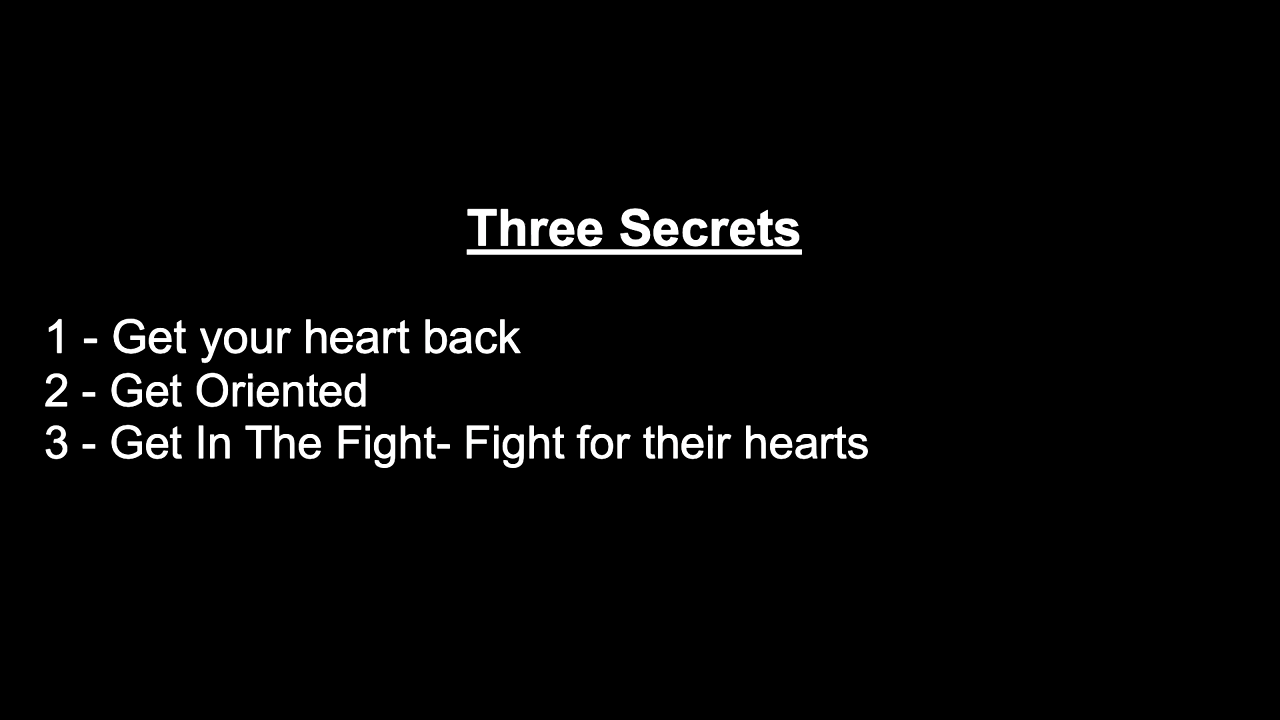 Three Secrets
1 - Get your heart back
2 - Get Oriented
3 - Get In The Fight- Fight for their hearts